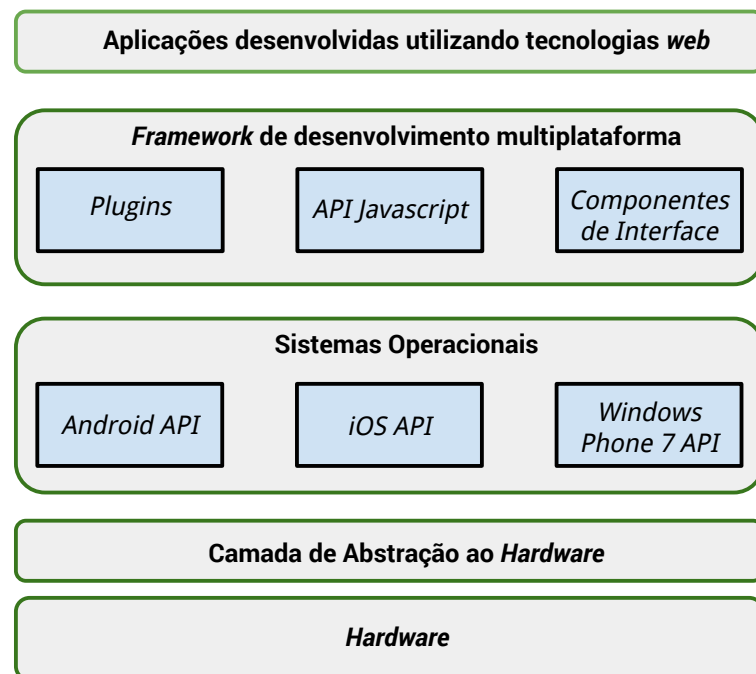 Aplicações desenvolvidas utilizando tecnologias web
Framework de desenvolvimento multiplataforma
Plugins
API Javascript
Componentes
de Interface
Sistemas Operacionais
Android API
iOS API
Windows
Phone 7 API
Camada de Abstração ao Hardware
Hardware